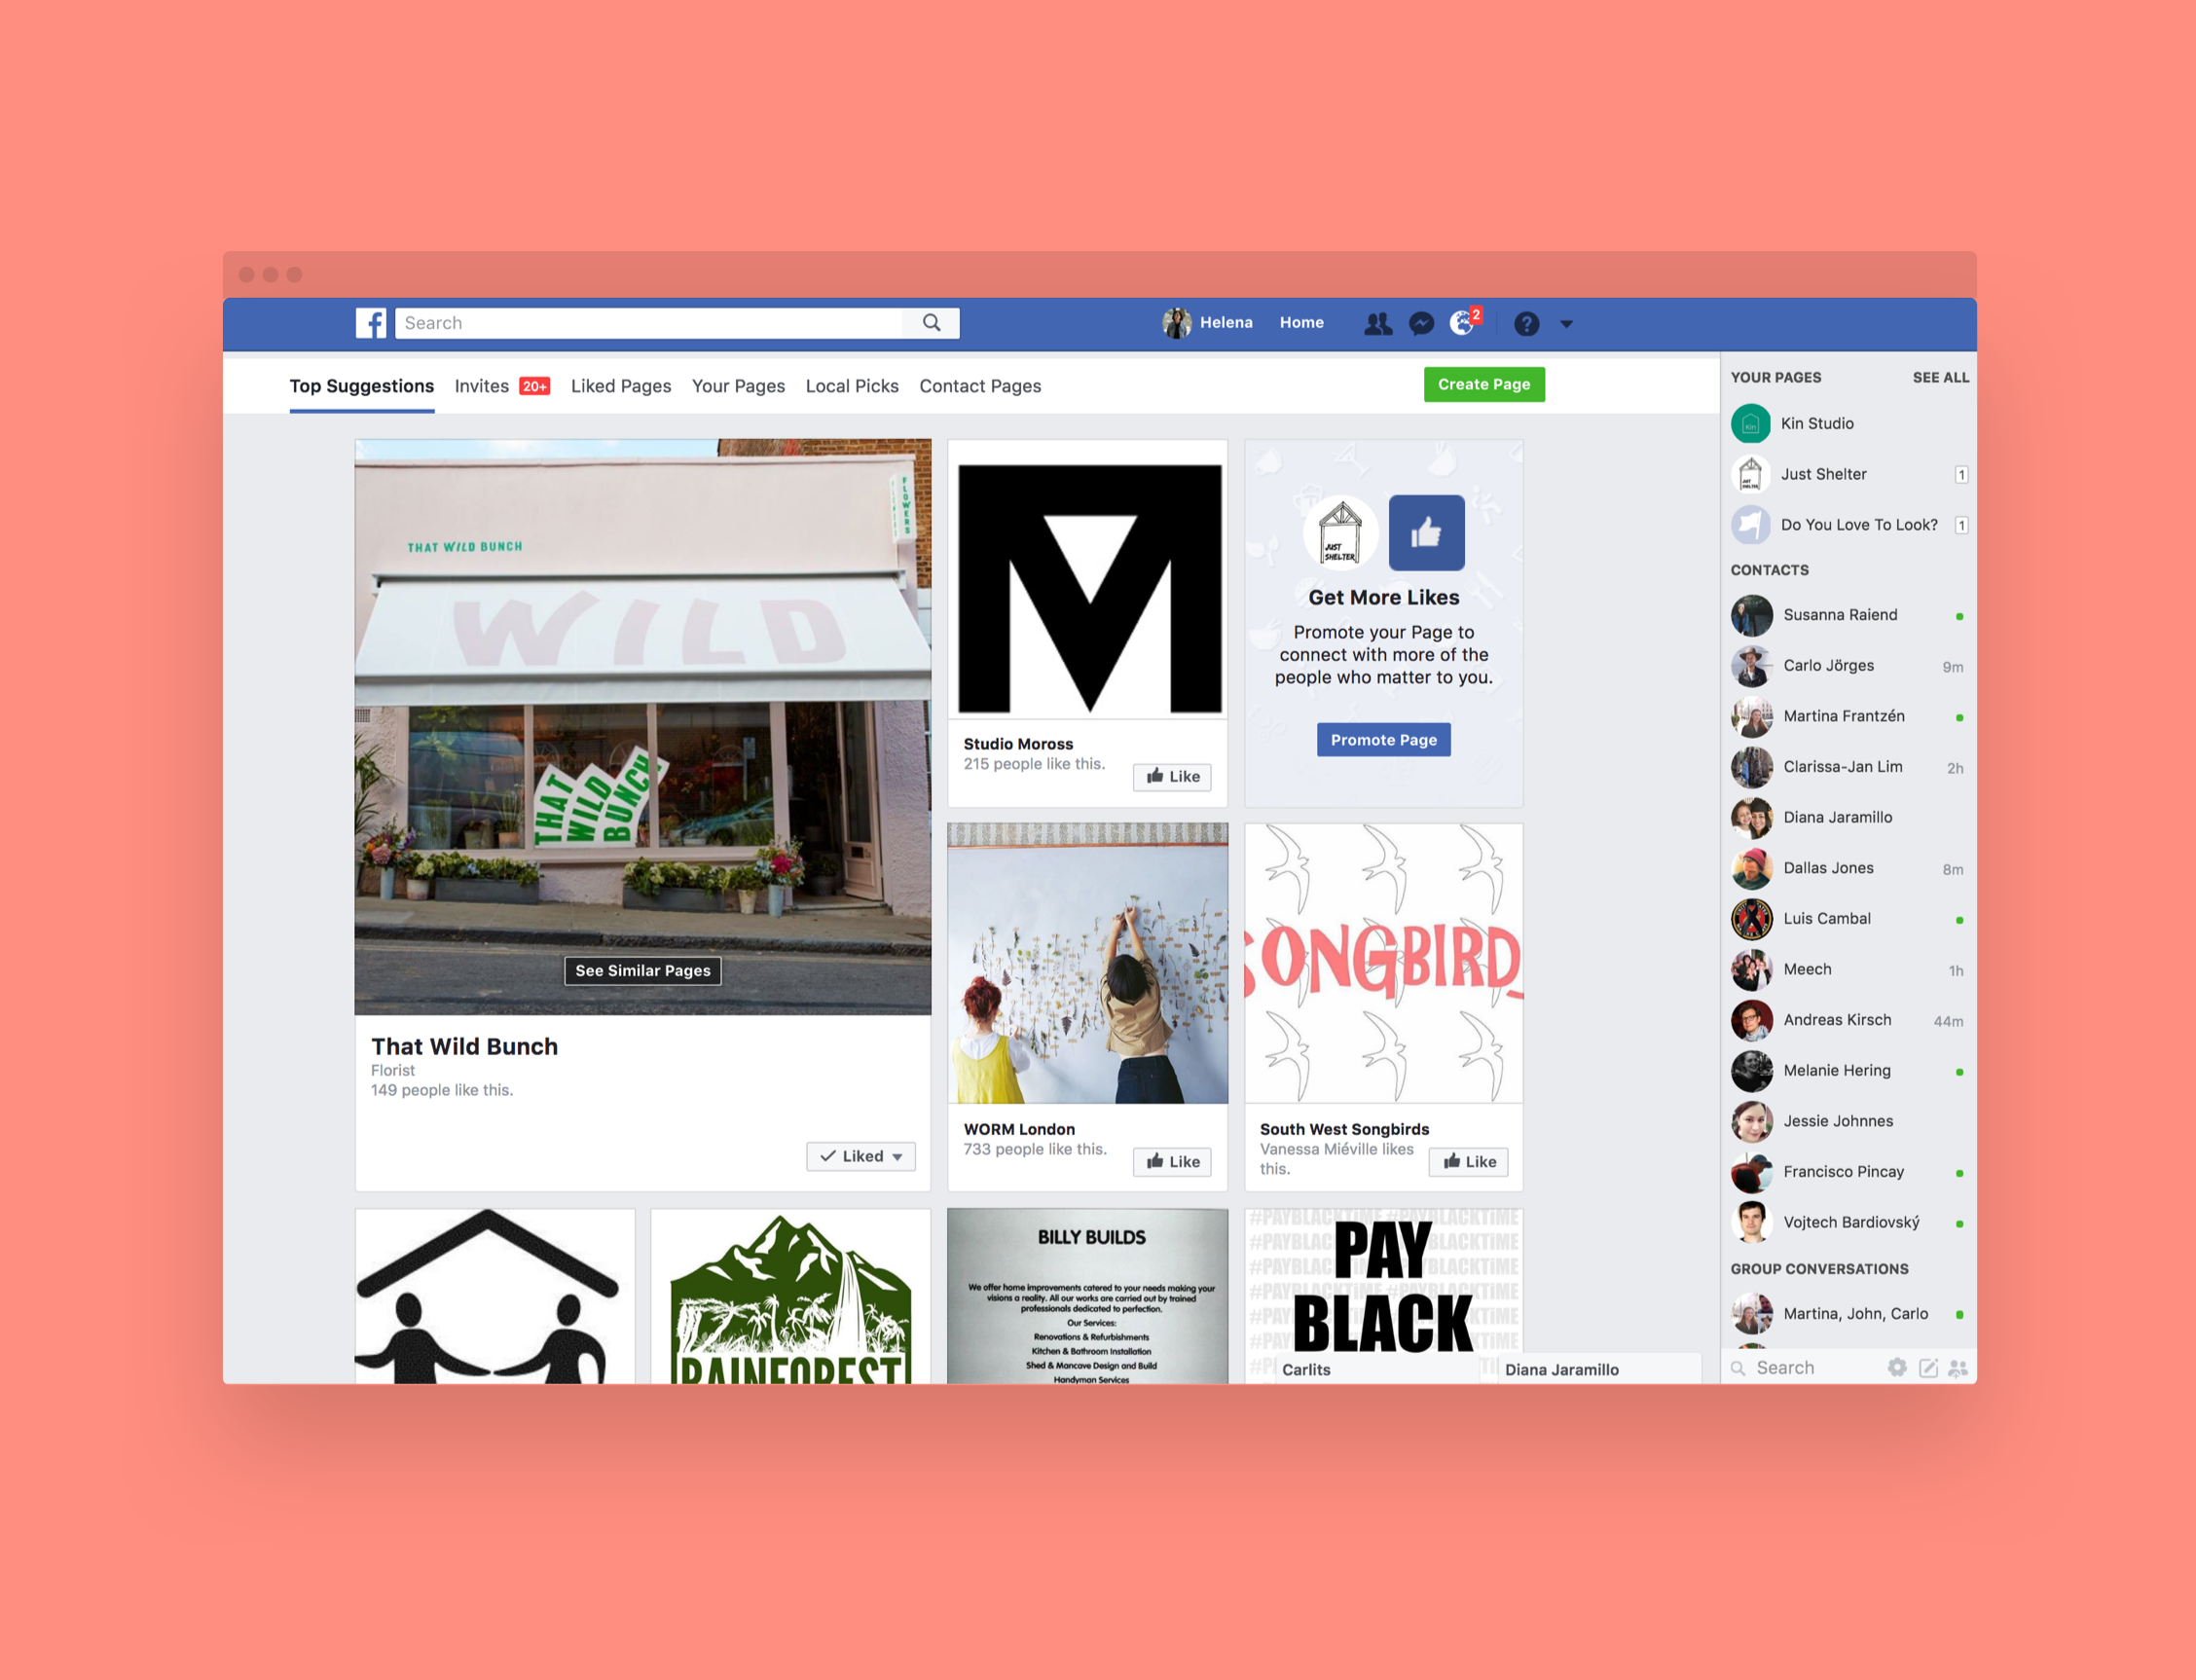 Search
Helena
Home
2
?
Top Suggestions
Invites 20+
Liked Pages
Your Pages
Local Picks
Contact Pages
Create Page
FLOWERS
THAT WILD BUNCH
WILD
THAT
WILD
BUNCH
See Similar Pages
That Wild Bunch
Florist
149 people like this.
Liked
M
Studio Moross
215 people like this.
Like
JUST
SHELTER
Get More Likes
Promote your Page to
connect with more of the
people who matter to you.
Promote Page
WORM London
733 people like this.
Like
SONGBIRD
South West Songbirds
Vanessa Miéville likes
this.
Like
RAINFOREST
BILLY BUILDS
We offer home improvements catered to your needs making your
visions a reality. All our works are carried out by trained
professionals dedicated to perfection.
Our Services:
Renovations & Refurbishments
Kitchen & Bathroom Installation
Shed & Mancave Design and Build
Handyman Services
#PAYBLACKTiME #PAYBLACKTiME
PAY
BLACK
Carlits
Diana Jaramillo
YOUR PAGES
SEE ALL
Kin
Kin Studio
JUST
SHELTER
Just Shelter
1
Do You Love To Look?
1
CONTACTS
Susanna Raiend
Carlo Jörges
9m
Martina Frantzén
Clarissa-Jan Lim
2h
Diana Jaramillo
Dallas Jones
8m
Luis Cambal
Meech
1h
Andreas Kirsch
44m
Melanie Hering
Jessie Johnnes
Francisco Pincay
Vojtech Bardiovský
GROUP CONVERSATIONS
Martina, John, Carlo
Search